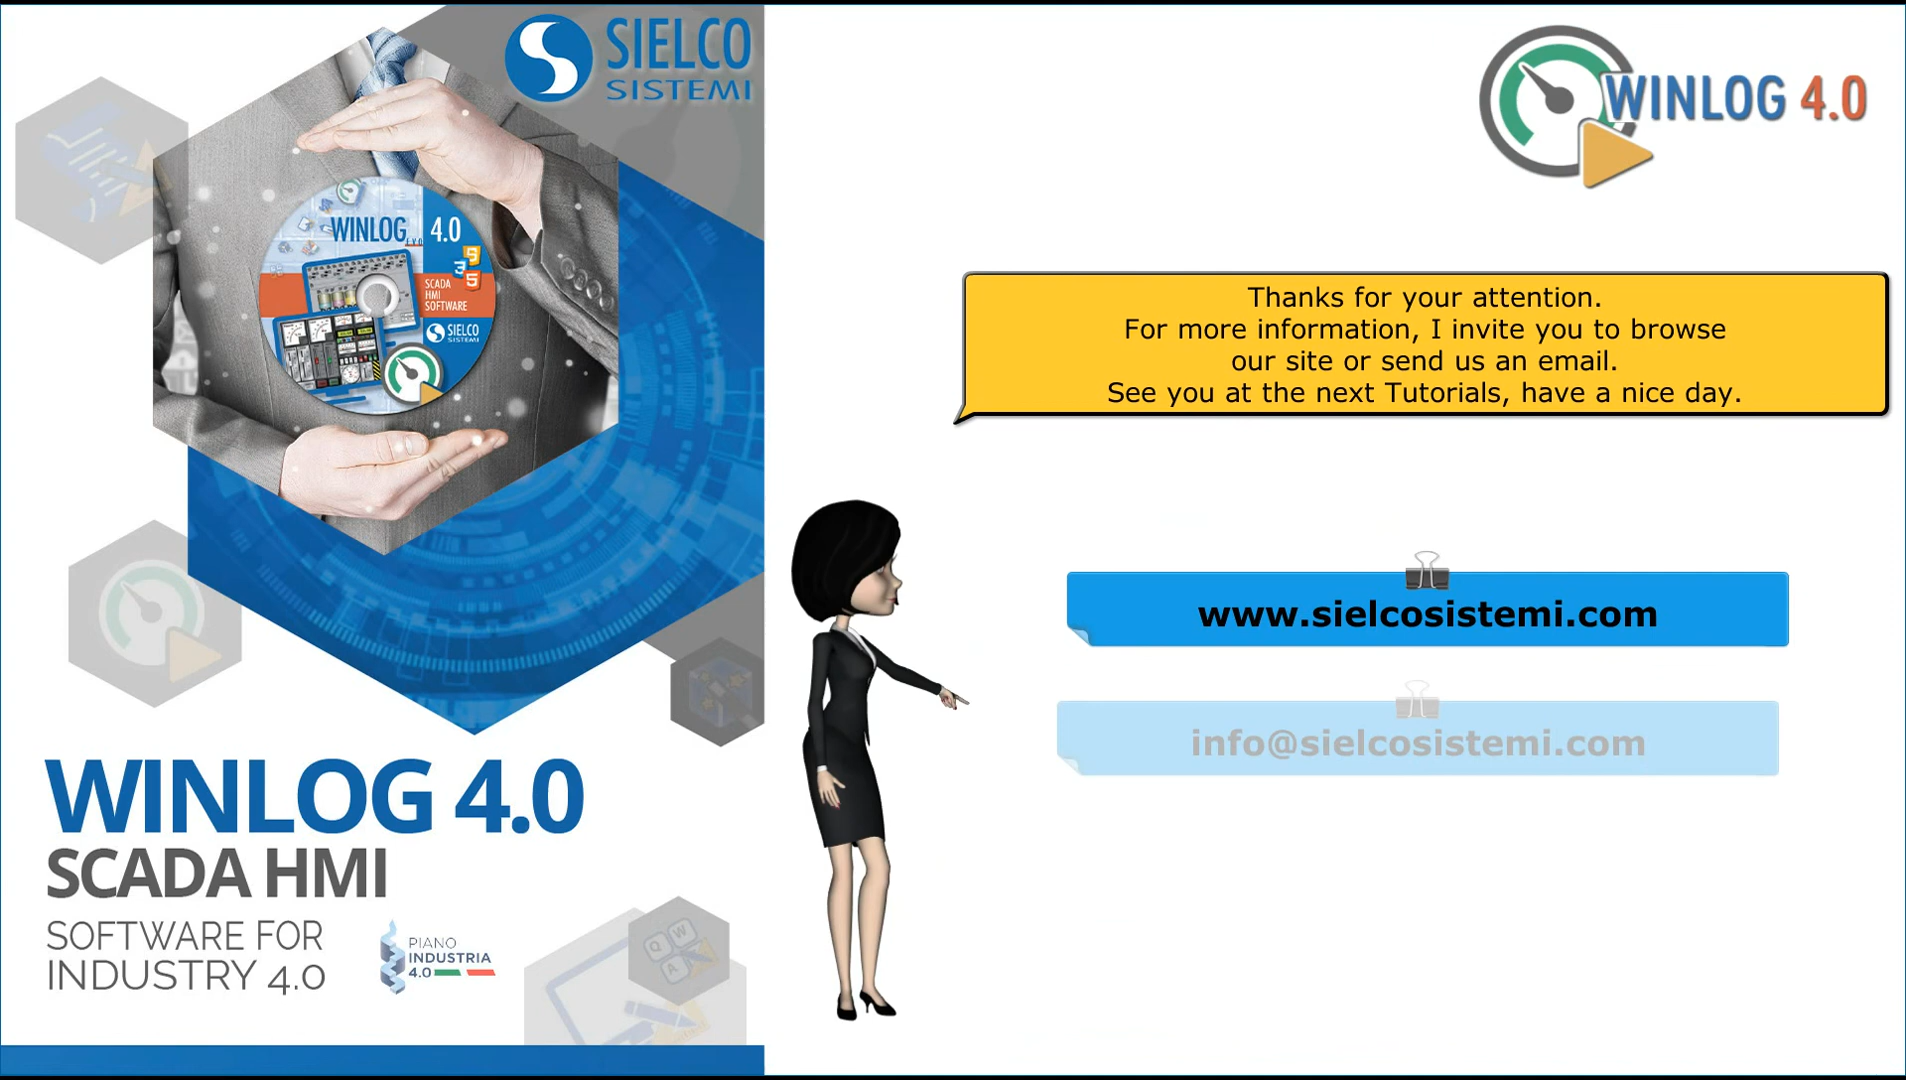 SIELCO
SISTEMI
WINLOG 4.0
EVO
SCADA
HMI
SOFTWARE
SIELCO
SISTEMI
WINLOG 4.0
SCADA HMI
SOFTWARE FOR
INDUSTRY 4.0
PIANO
INDUSTRIA
4.0
Q W
A
WINLOG 4.0
Thanks for your attention.
For more information, I invite you to browse
our site or send us an email.
See you at the next Tutorials, have a nice day.
www.sielcosistemi.com
info@sielcosistemi.com